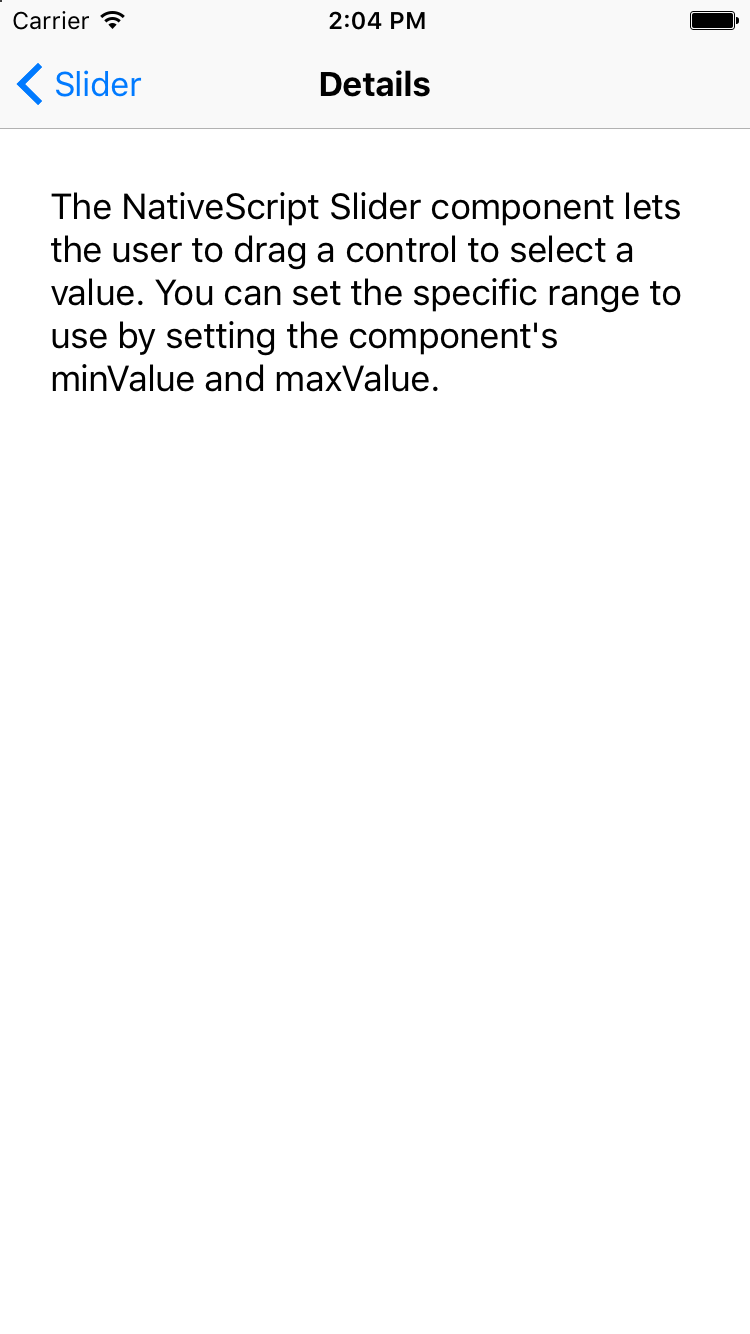 Carrier 2:04 PM
Slider Details
The NativeScript Slider component lets
the user to drag a control to select a
value. You can set the specific range to
use by setting the component's
minValue and maxValue.